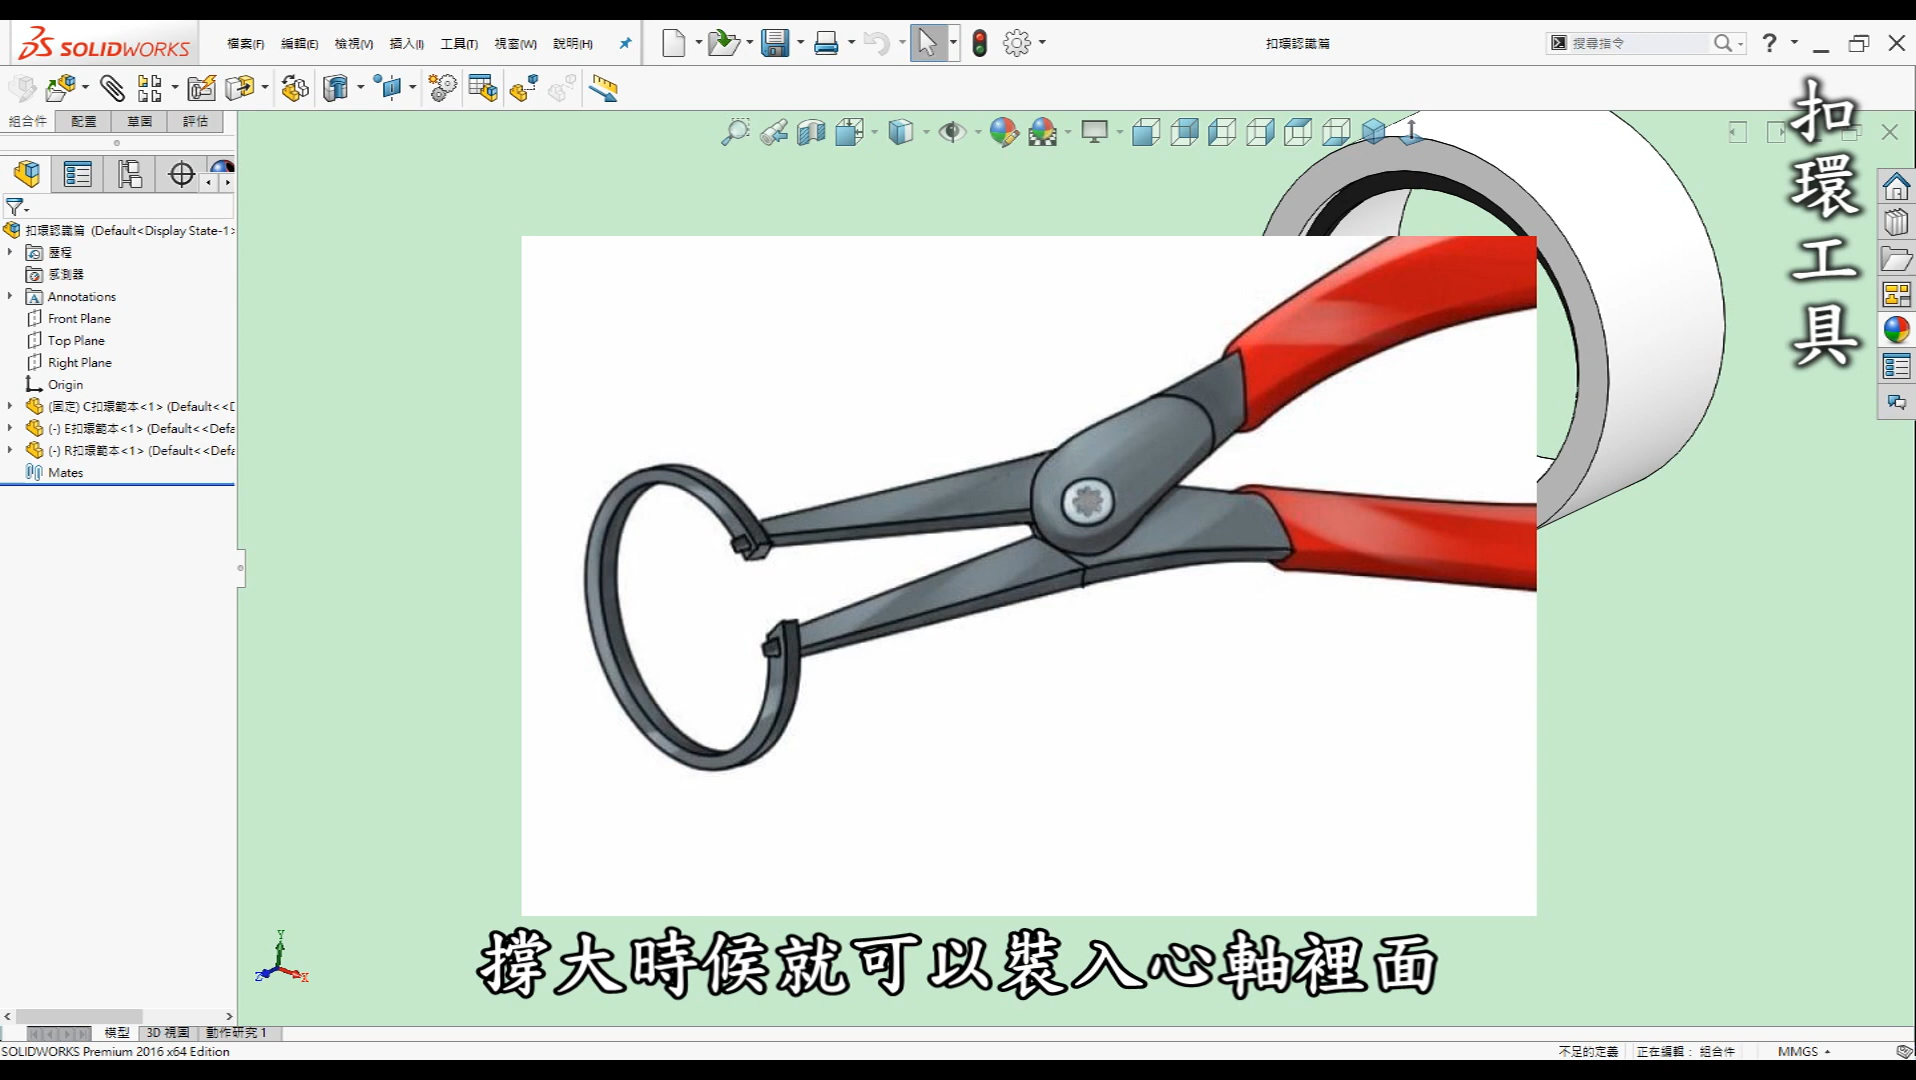 SOLIDWORKS
檔案(F) 編輯(E) 檢視(V) 插入(I) 工具(T) 視窗(W) 說明(H)
扣環認識篇
搜尋指令
組合件 配置 草圖 評估
扣環認識篇 (Default<Display State-1>
歷程
感測器
Annotations
Front Plane
Top Plane
Right Plane
Origin
(固定) C扣環範本<1> (Default<<D
(-) E扣環範本<1> (Default<<Defa
(-) R扣環範本<1> (Default<<Defa
Mates
扣環工具
撐大時候就可以裝入心軸裡面
Y
Z
X
模型 3D 視圖 動作研究 1
SOLIDWORKS Premium 2016 x64 Edition
不足的定義 正在編輯: 組合件 MMGS